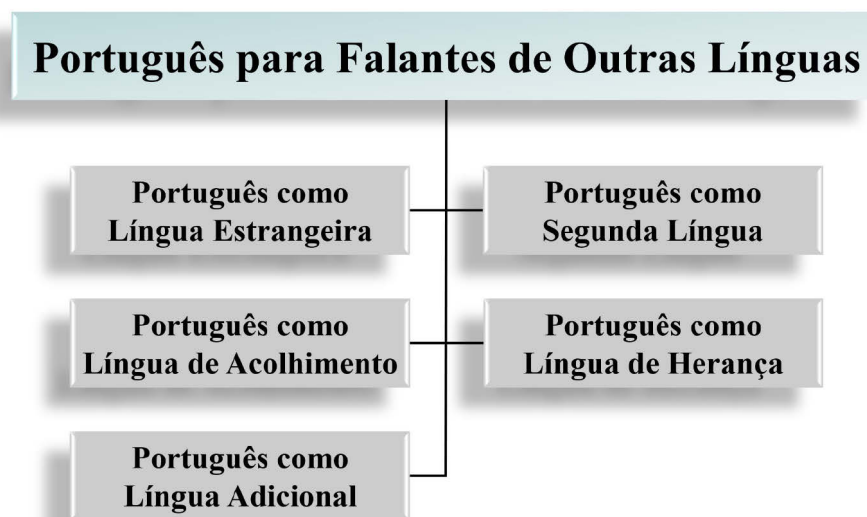 Português para Falantes de Outras Línguas
Português como
Língua Estrangeira
Português como
Segunda Língua
Português como
Língua de Acolhimento
Português como
Língua de Herança
Português como
Língua Adicional